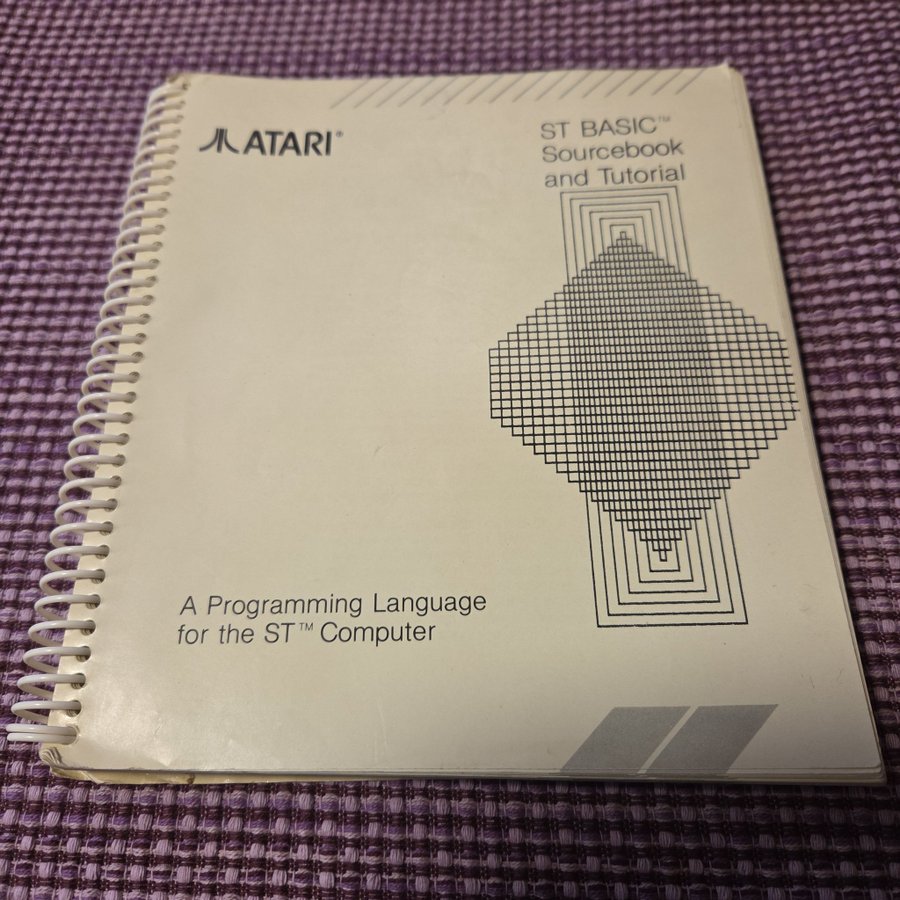 ATARI®
ST BASIC™
Sourcebook
and Tutorial
A Programming Language
for the ST™ Computer